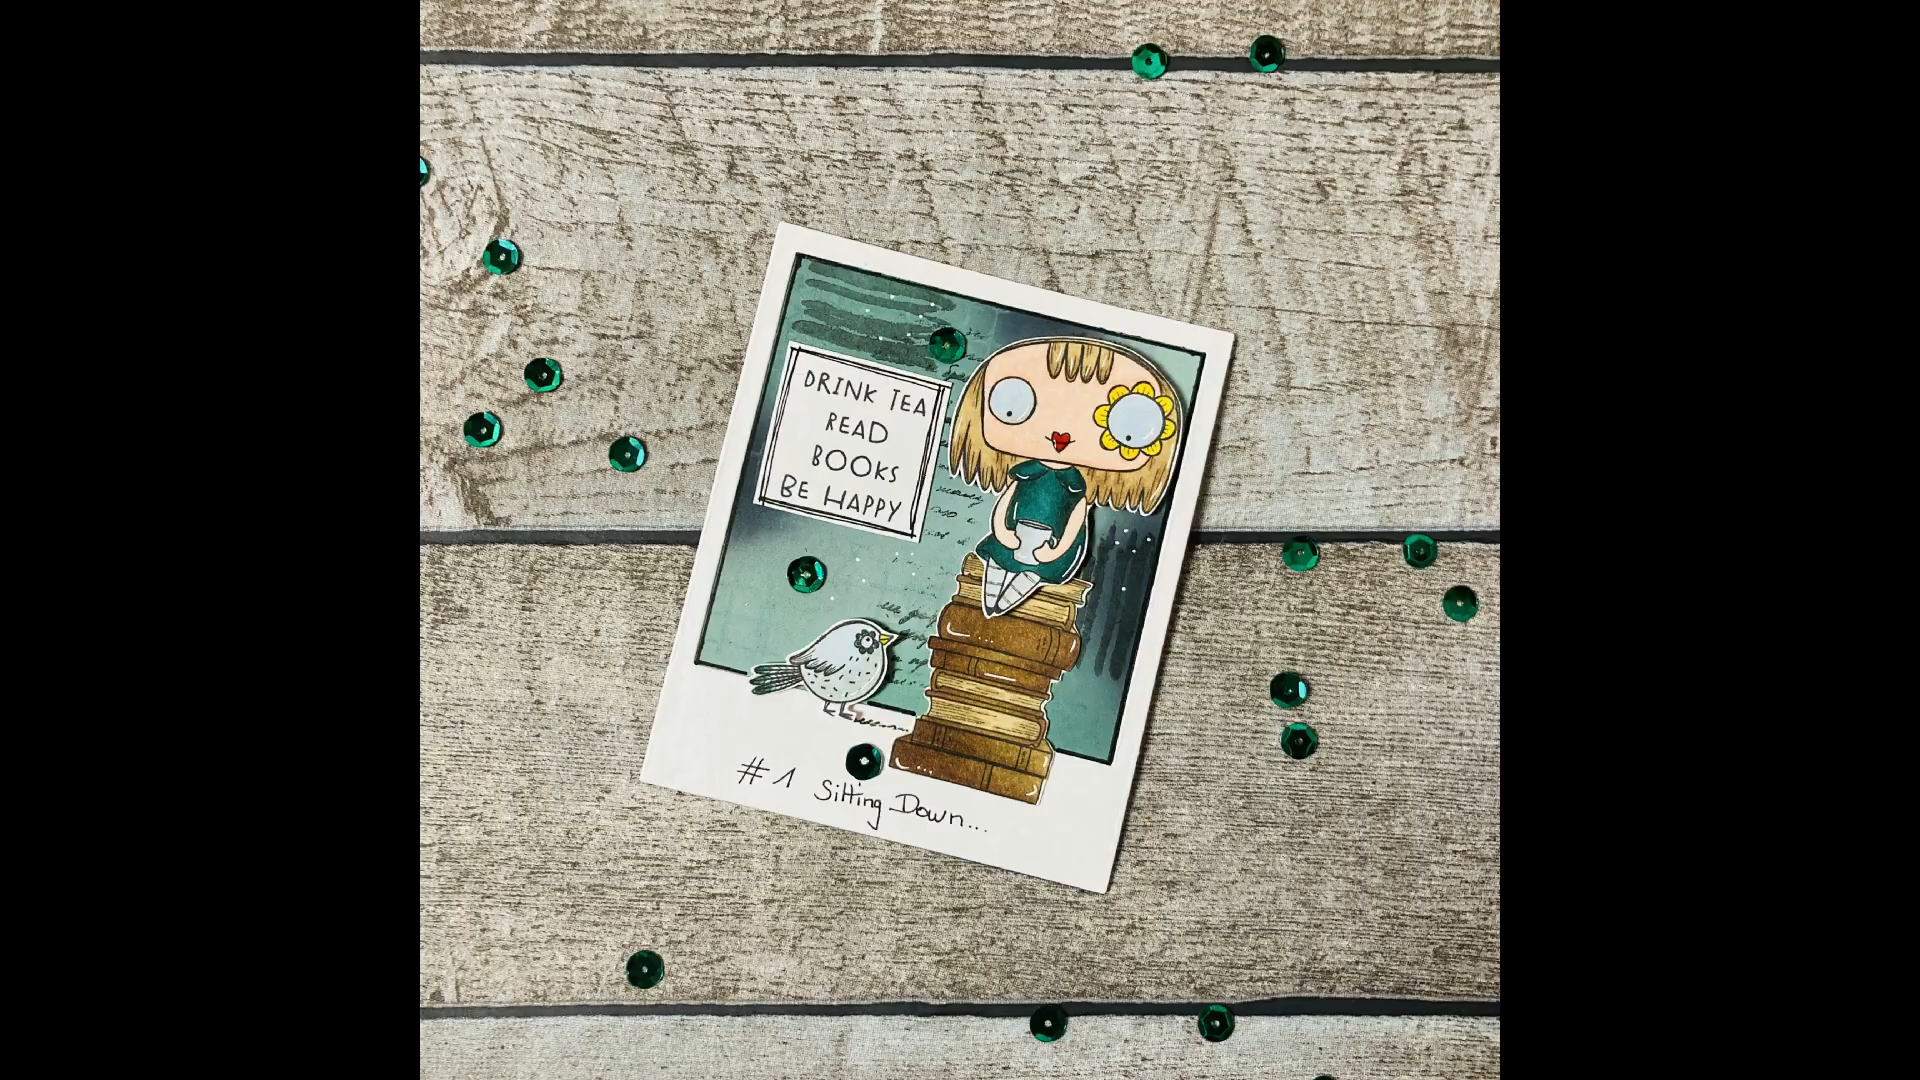 DRINK TEA
READ
BOOKS
BE HAPPY
#1 Sitting Down...